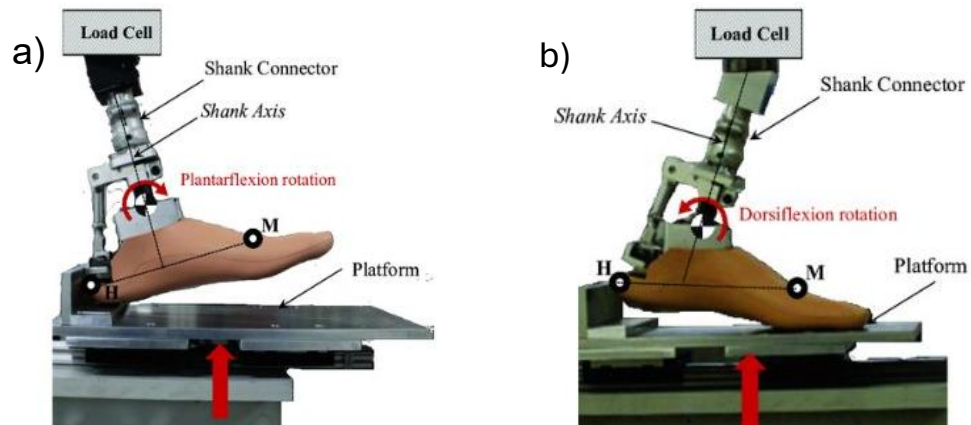 a)
Load Cell
Shank Connector
Shank Axis
Plantarflexion rotation
M
H
Platform
b)
Load Cell
Shank Connector
Shank Axis
Dorsiflexion rotation
H
M
Platform